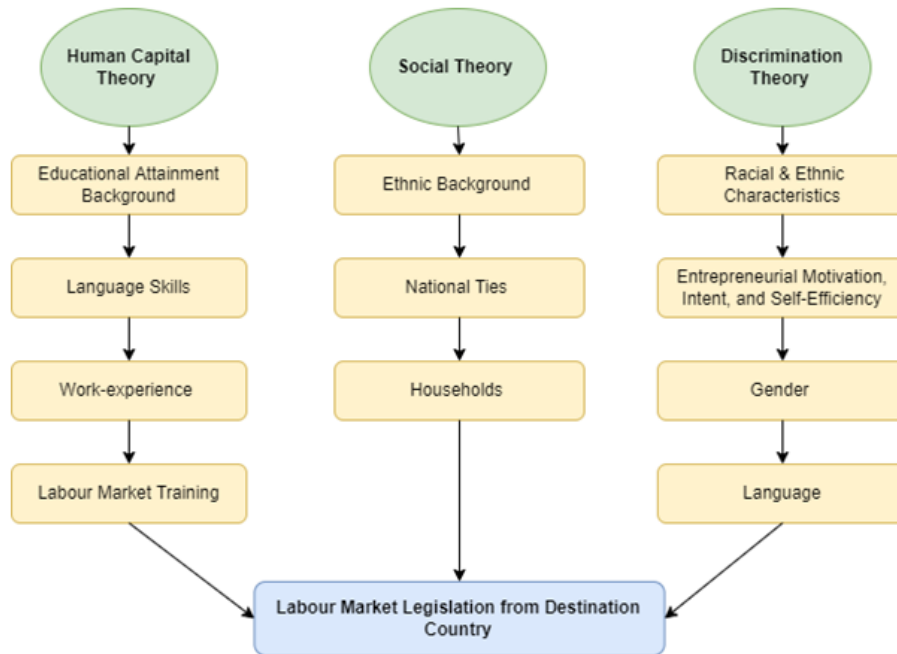 Human Capital
Theory
Social Theory
Discrimination
Theory
Educational Attainment
Background
Ethnic Background
Racial & Ethnic
Characteristics
Language Skills
National Ties
Entrepreneurial Motivation,
Intent, and Self-Efficiency
Work-experience
Households
Gender
Labour Market Training
Language
Labour Market Legislation from Destination
Country